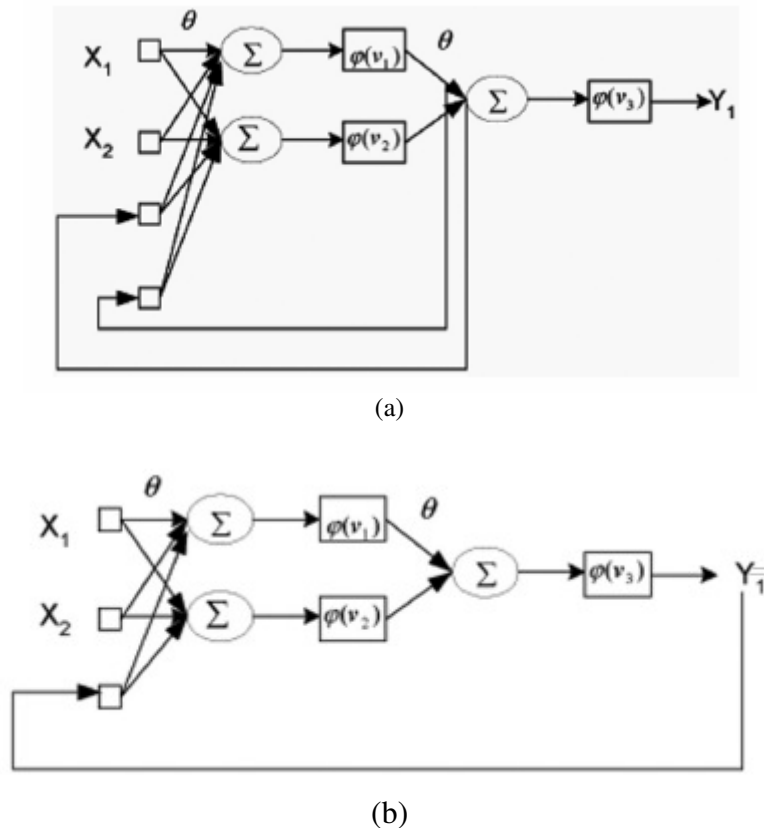 θ
θ
X₁
Σ
φ(v₁)
Σ
φ(v₃)
Y₁
X₂
Σ
φ(v₂)
(a)
θ
θ
X₁
Σ
φ(v₁)
Σ
φ(v₃)
Y₁
X₂
Σ
φ(v₂)
(b)